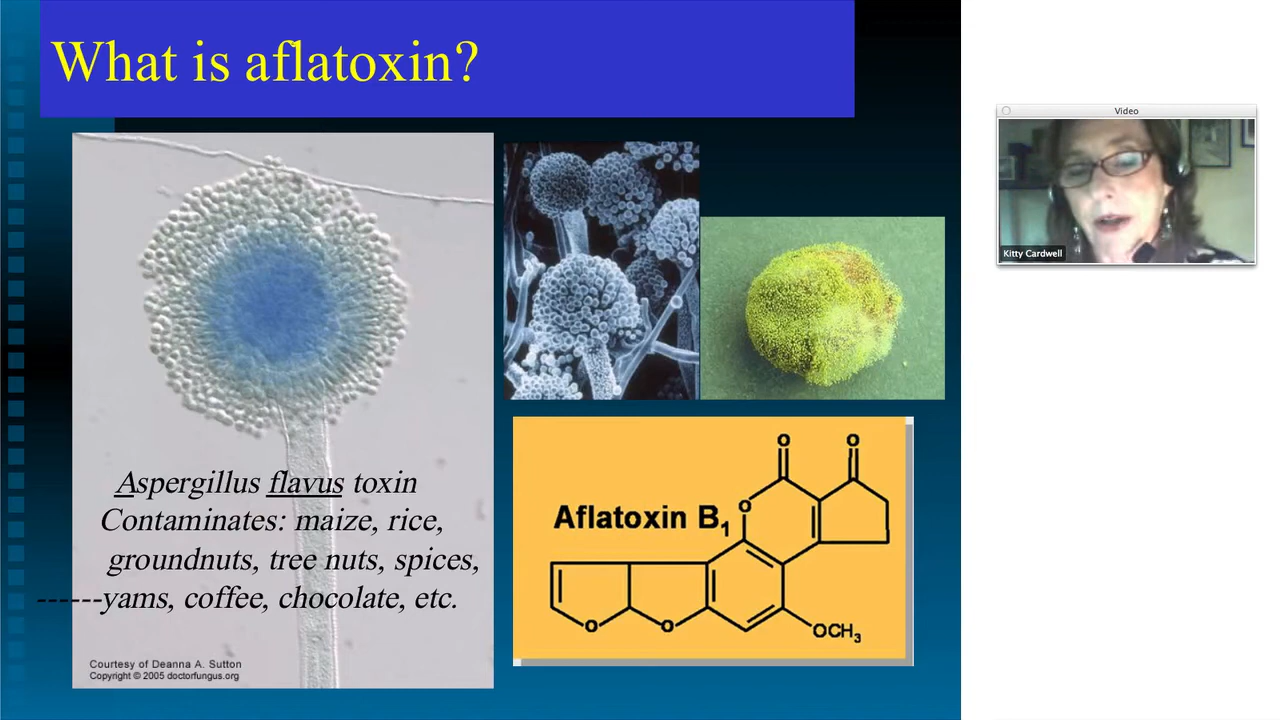 What is aflatoxin?
Video
Kitty Cardwell
Aspergillus flavus toxin
Contaminates: maize, rice,
groundnuts, tree nuts, spices,
------yams, coffee, chocolate, etc.
Courtesy of Deanna A. Sutton
Copyright © 2005 doctorfungus.org
O O
Aflatoxin B₁
O
O O
OCH₃